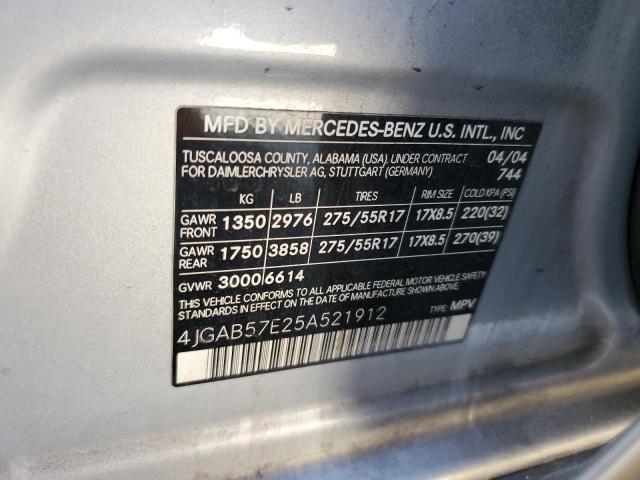 MFD BY MERCEDES-BENZ U.S. INTL., INC
TUSCALOOSA COUNTY, ALABAMA (USA). UNDER CONTRACT 04/04
FOR DAIMLERCHRYSLER AG, STUTTGART (GERMANY) 744
KG LB TIRES RIM SIZE COLD KPA (PSI)
GAWR FRONT 1350 2976 275/55R17 17X8.5 220(32)
GAWR REAR 1750 3858 275/55R17 17X8.5 270(39)
GVWR 3000 6614
THIS VEHICLE CONFORMS TO ALL APPLICABLE FEDERAL MOTOR VEHICLE SAFETY
STANDARDS IN EFFECT ON THE DATE OF MANUFACTURE SHOWN ABOVE.
4JGAB57E25A521912 TYPE: MPV